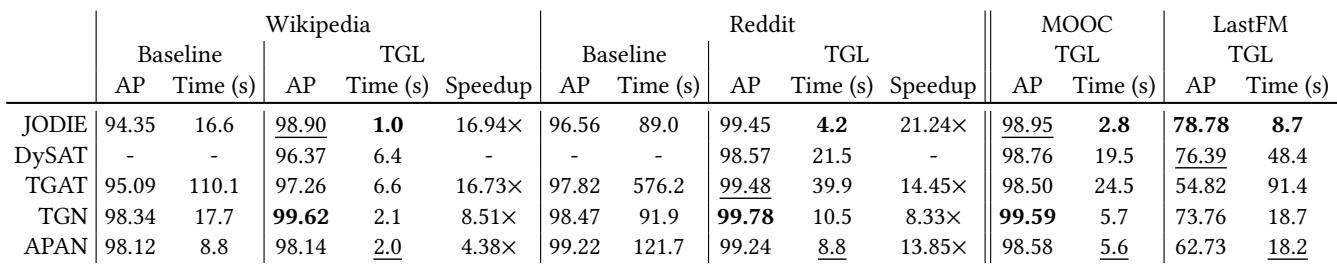 Wikipedia Reddit MOOC LastFM
Baseline TGL Baseline TGL TGL TGL
AP Time (s) AP Time (s) Speedup AP Time (s) AP Time (s) Speedup AP Time (s) AP Time (s)
JODIE 94.35 16.6 98.90 1.0 16.94× 96.56 89.0 99.45 4.2 21.24× 98.95 2.8 78.78 8.7
DySAT - - 96.37 6.4 - - - 98.57 21.5 - 98.76 19.5 76.39 48.4
TGAT 95.09 110.1 97.26 6.6 16.73× 97.82 576.2 99.48 39.9 14.45× 98.50 24.5 54.82 91.4
TGN 98.34 17.7 99.62 2.1 8.51× 98.47 91.9 99.78 10.5 8.33× 99.59 5.7 73.76 18.7
APAN 98.12 8.8 98.14 2.0 4.38× 99.22 121.7 99.24 8.8 13.85× 98.58 5.6 62.73 18.2